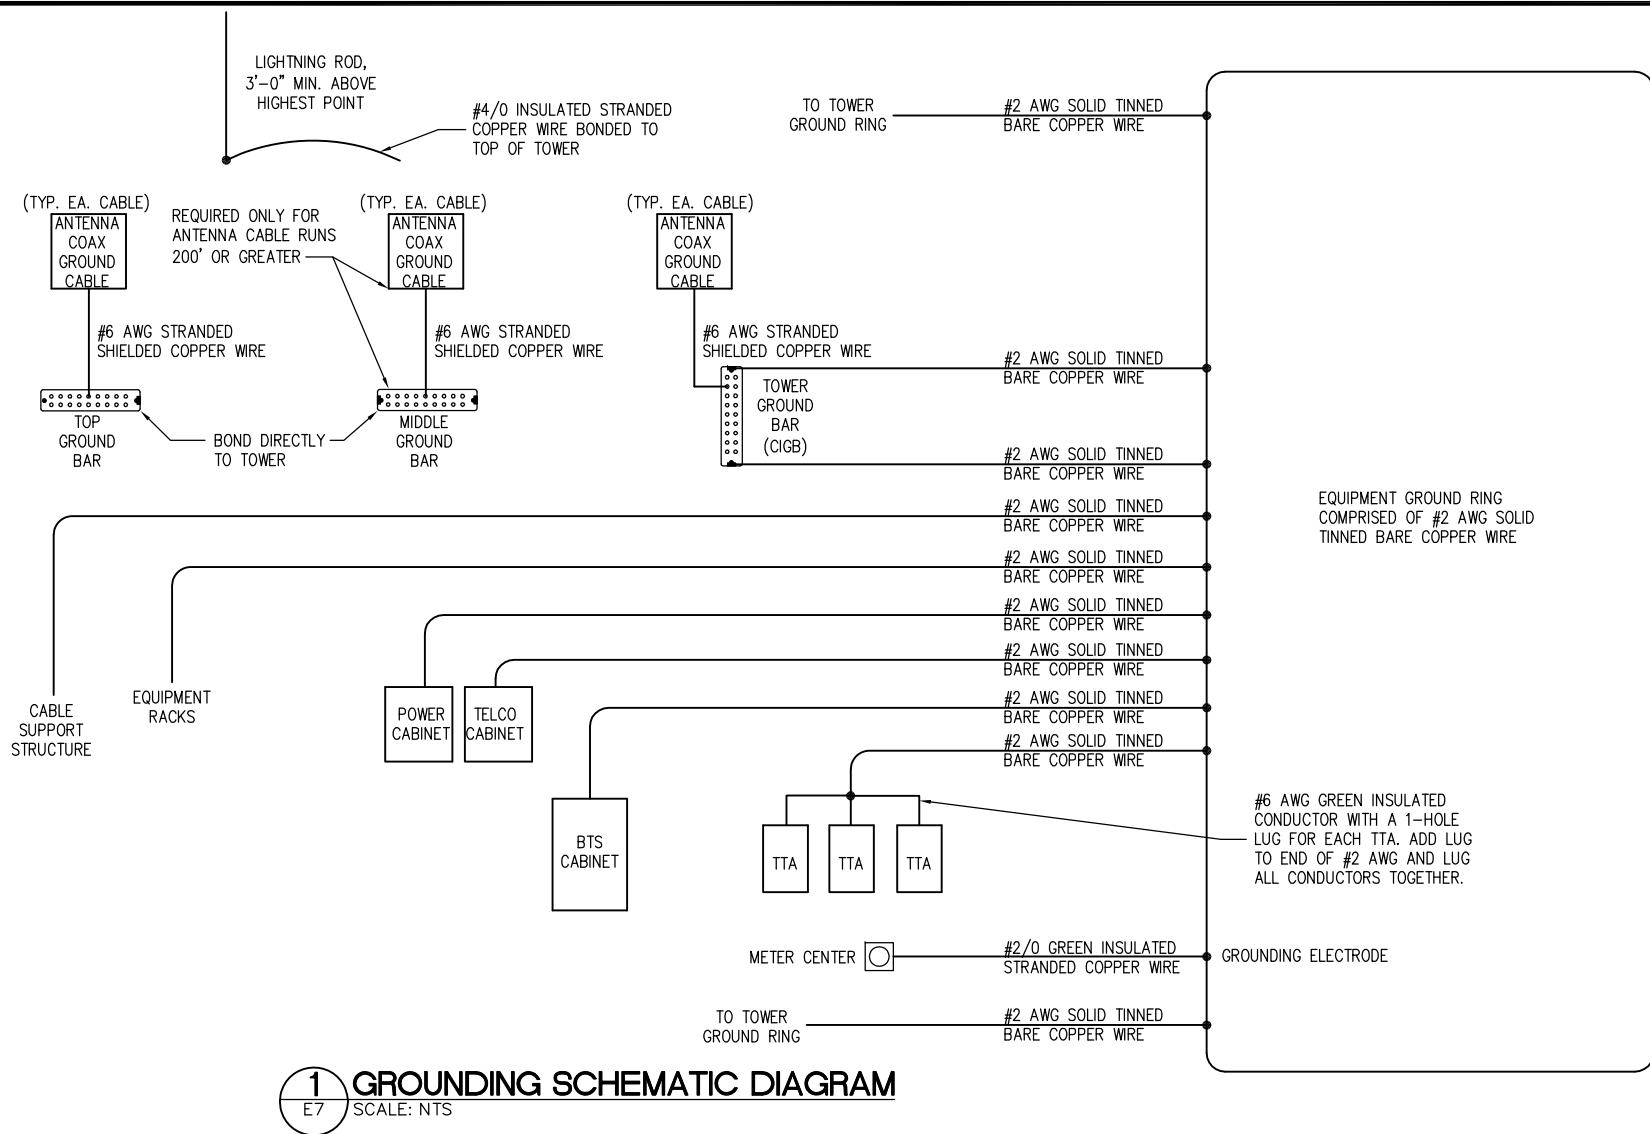 LIGHTNING ROD,
3'-0" MIN. ABOVE
HIGHEST POINT
#4/0 INSULATED STRANDED
COPPER WIRE BONDED TO
TOP OF TOWER
TO TOWER
GROUND RING
#2 AWG SOLID TINNED
BARE COPPER WIRE
(TYP. EA. CABLE)
ANTENNA
COAX
GROUND
CABLE
REQUIRED ONLY FOR
ANTENNA CABLE RUNS
200' OR GREATER
(TYP. EA. CABLE)
ANTENNA
COAX
GROUND
CABLE
(TYP. EA. CABLE)
ANTENNA
COAX
GROUND
CABLE
#6 AWG STRANDED
SHIELDED COPPER WIRE
#6 AWG STRANDED
SHIELDED COPPER WIRE
#6 AWG STRANDED
SHIELDED COPPER WIRE
#2 AWG SOLID TINNED
BARE COPPER WIRE
TOP
GROUND
BAR
BOND DIRECTLY
TO TOWER
MIDDLE
GROUND
BAR
TOWER
GROUND
BAR
(CIGB)
#2 AWG SOLID TINNED
BARE COPPER WIRE
#2 AWG SOLID TINNED
BARE COPPER WIRE
EQUIPMENT GROUND RING
COMPRISED OF #2 AWG SOLID
TINNED BARE COPPER WIRE
#2 AWG SOLID TINNED
BARE COPPER WIRE
#2 AWG SOLID TINNED
BARE COPPER WIRE
#2 AWG SOLID TINNED
BARE COPPER WIRE
#2 AWG SOLID TINNED
BARE COPPER WIRE
#2 AWG SOLID TINNED
BARE COPPER WIRE
CABLE
SUPPORT
STRUCTURE
EQUIPMENT
RACKS
POWER
CABINET
TELCO
CABINET
BTS
CABINET
TTA
TTA
TTA
#6 AWG GREEN INSULATED
CONDUCTOR WITH A 1-HOLE
LUG FOR EACH TTA. ADD LUG
TO END OF #2 AWG AND LUG
ALL CONDUCTORS TOGETHER.
METER CENTER
#2/0 GREEN INSULATED
STRANDED COPPER WIRE
GROUNDING ELECTRODE
TO TOWER
GROUND RING
#2 AWG SOLID TINNED
BARE COPPER WIRE
1
E7
GROUNDING SCHEMATIC DIAGRAM
SCALE: NTS